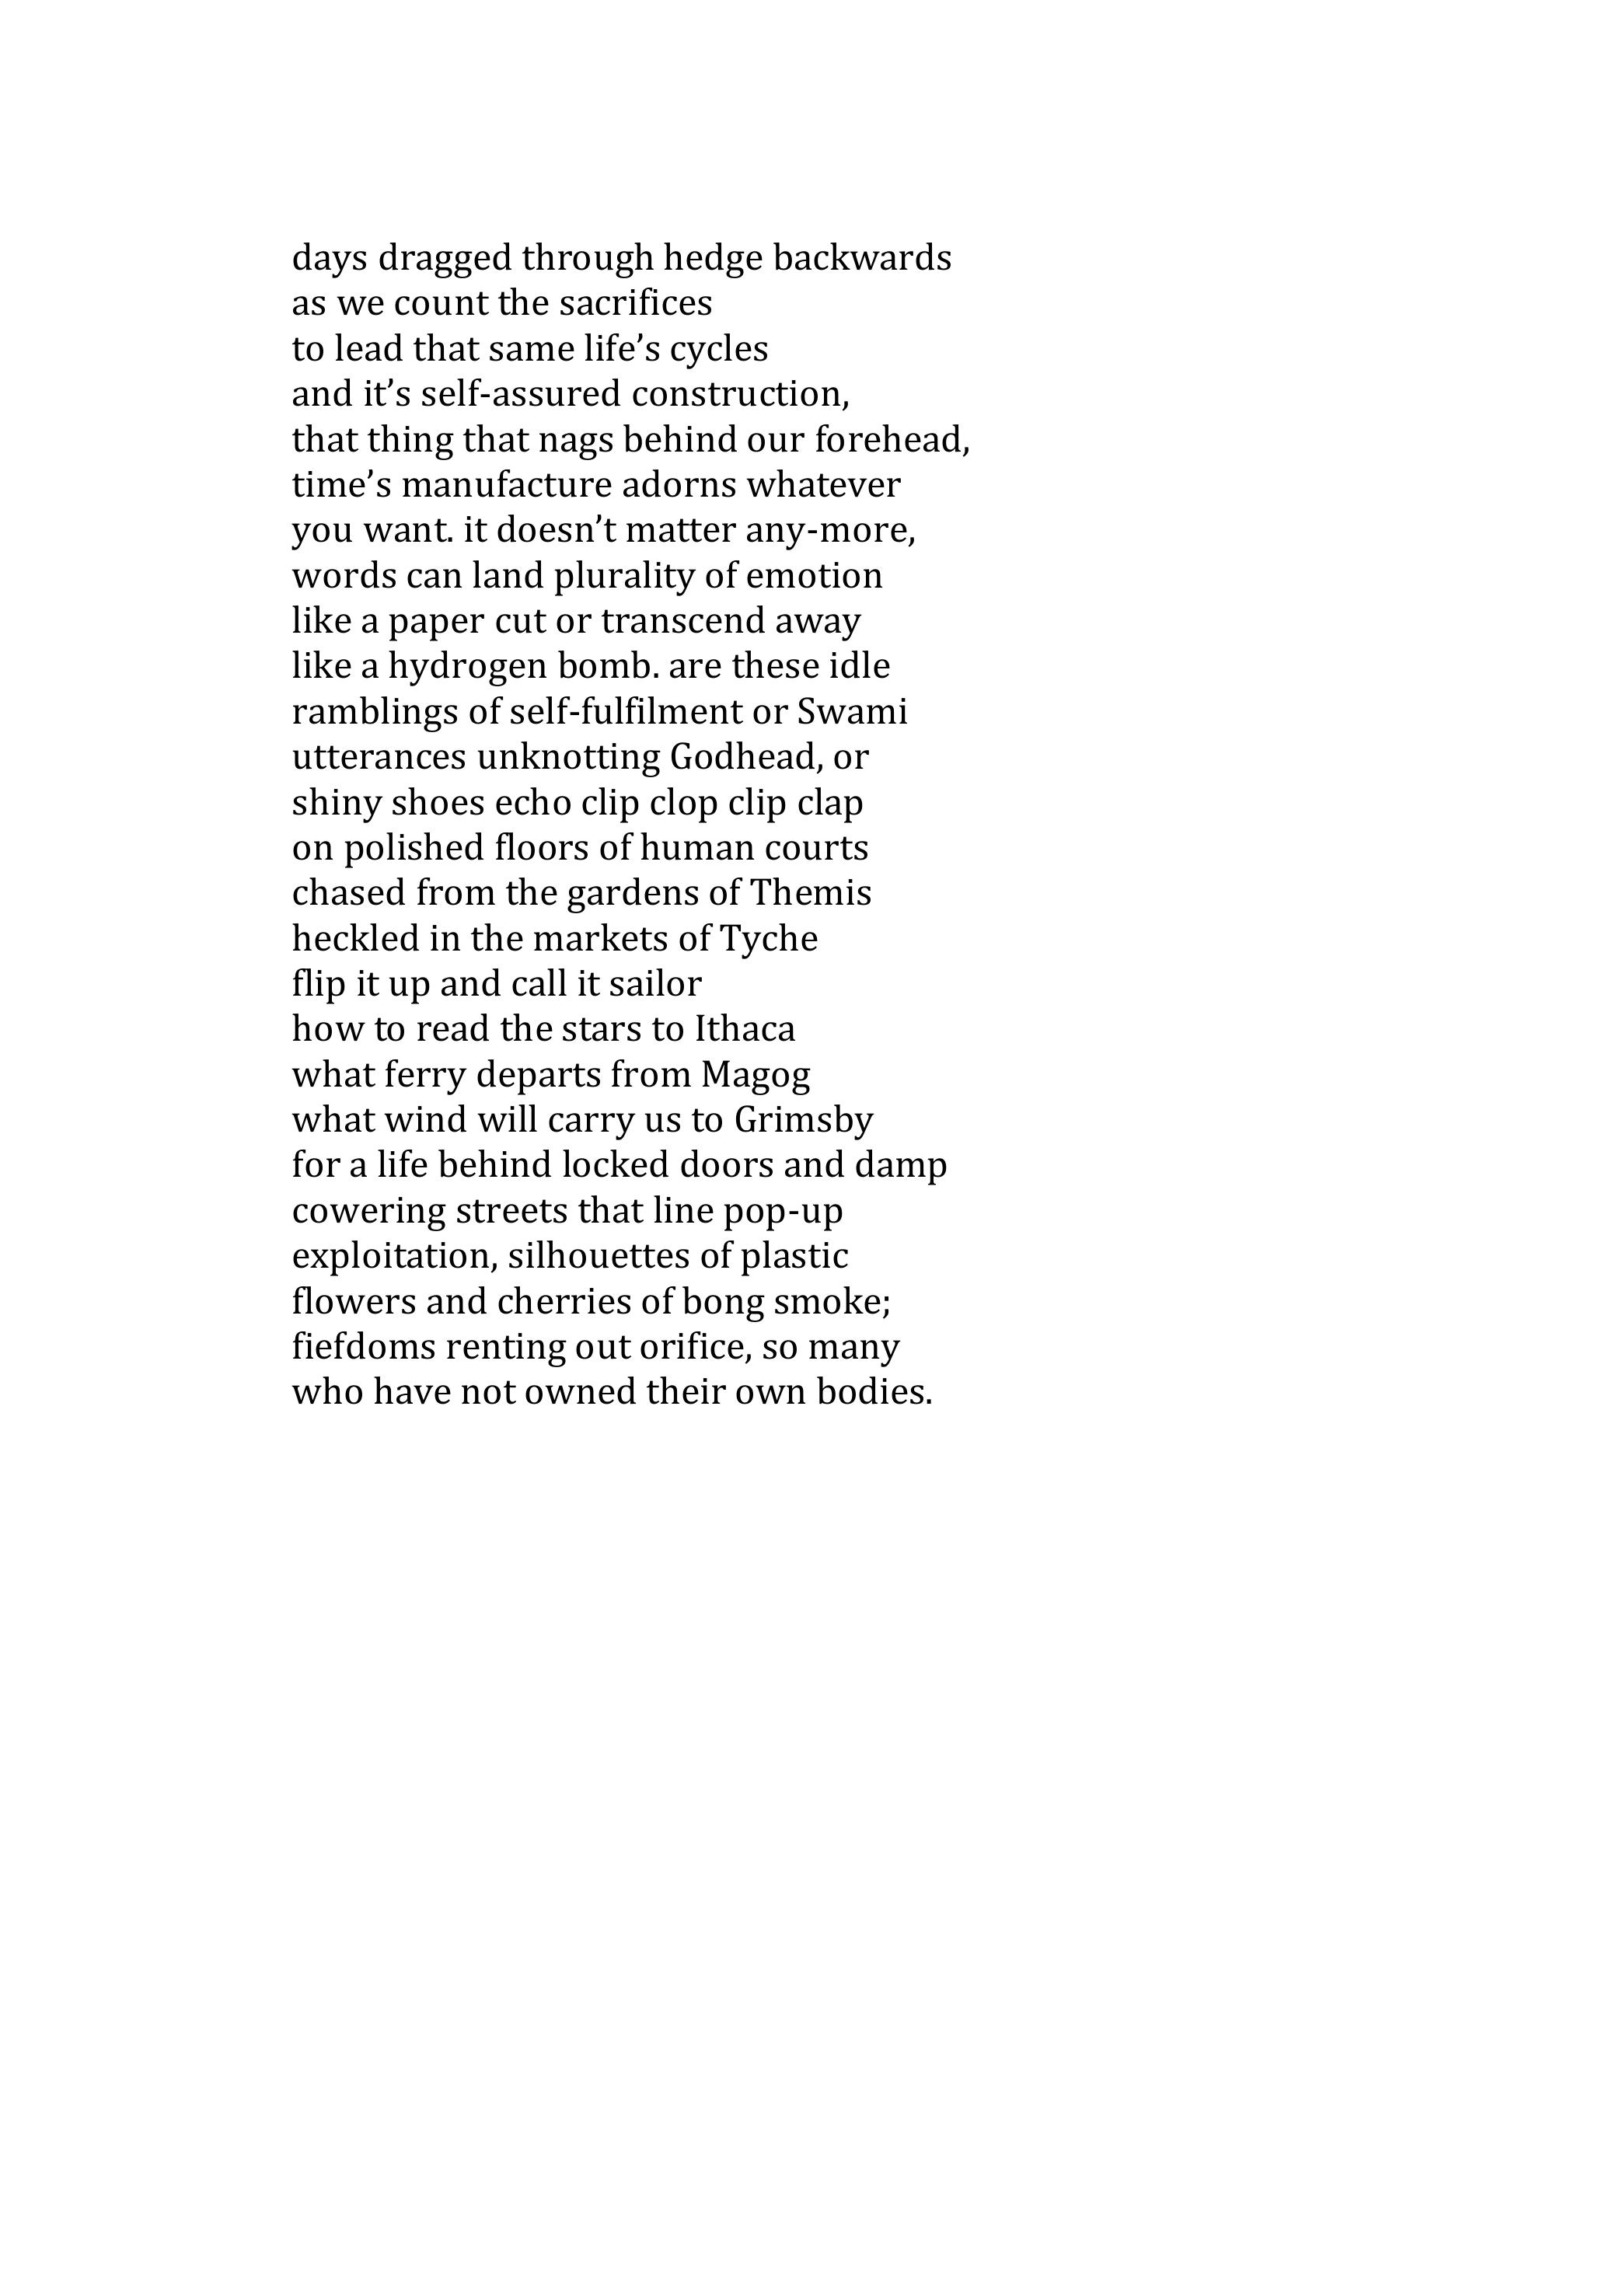 days dragged through hedge backwards
as we count the sacrifices
to lead that same life’s cycles
and it’s self-assured construction,
that thing that nags behind our forehead,
time’s manufacture adorns whatever
you want. it doesn’t matter any-more,
words can land plurality of emotion
like a paper cut or transcend away
like a hydrogen bomb. are these idle
ramblings of self-fulfilment or Swami
utterances unknotting Godhead, or
shiny shoes echo clip clop clip clap
on polished floors of human courts
chased from the gardens of Themis
heckled in the markets of Tyche
flip it up and call it sailor
how to read the stars to Ithaca
what ferry departs from Magog
what wind will carry us to Grimsby
for a life behind locked doors and damp
cowering streets that line pop-up
exploitation, silhouettes of plastic
flowers and cherries of bong smoke;
fiefdoms renting out orifice, so many
who have not owned their own bodies.